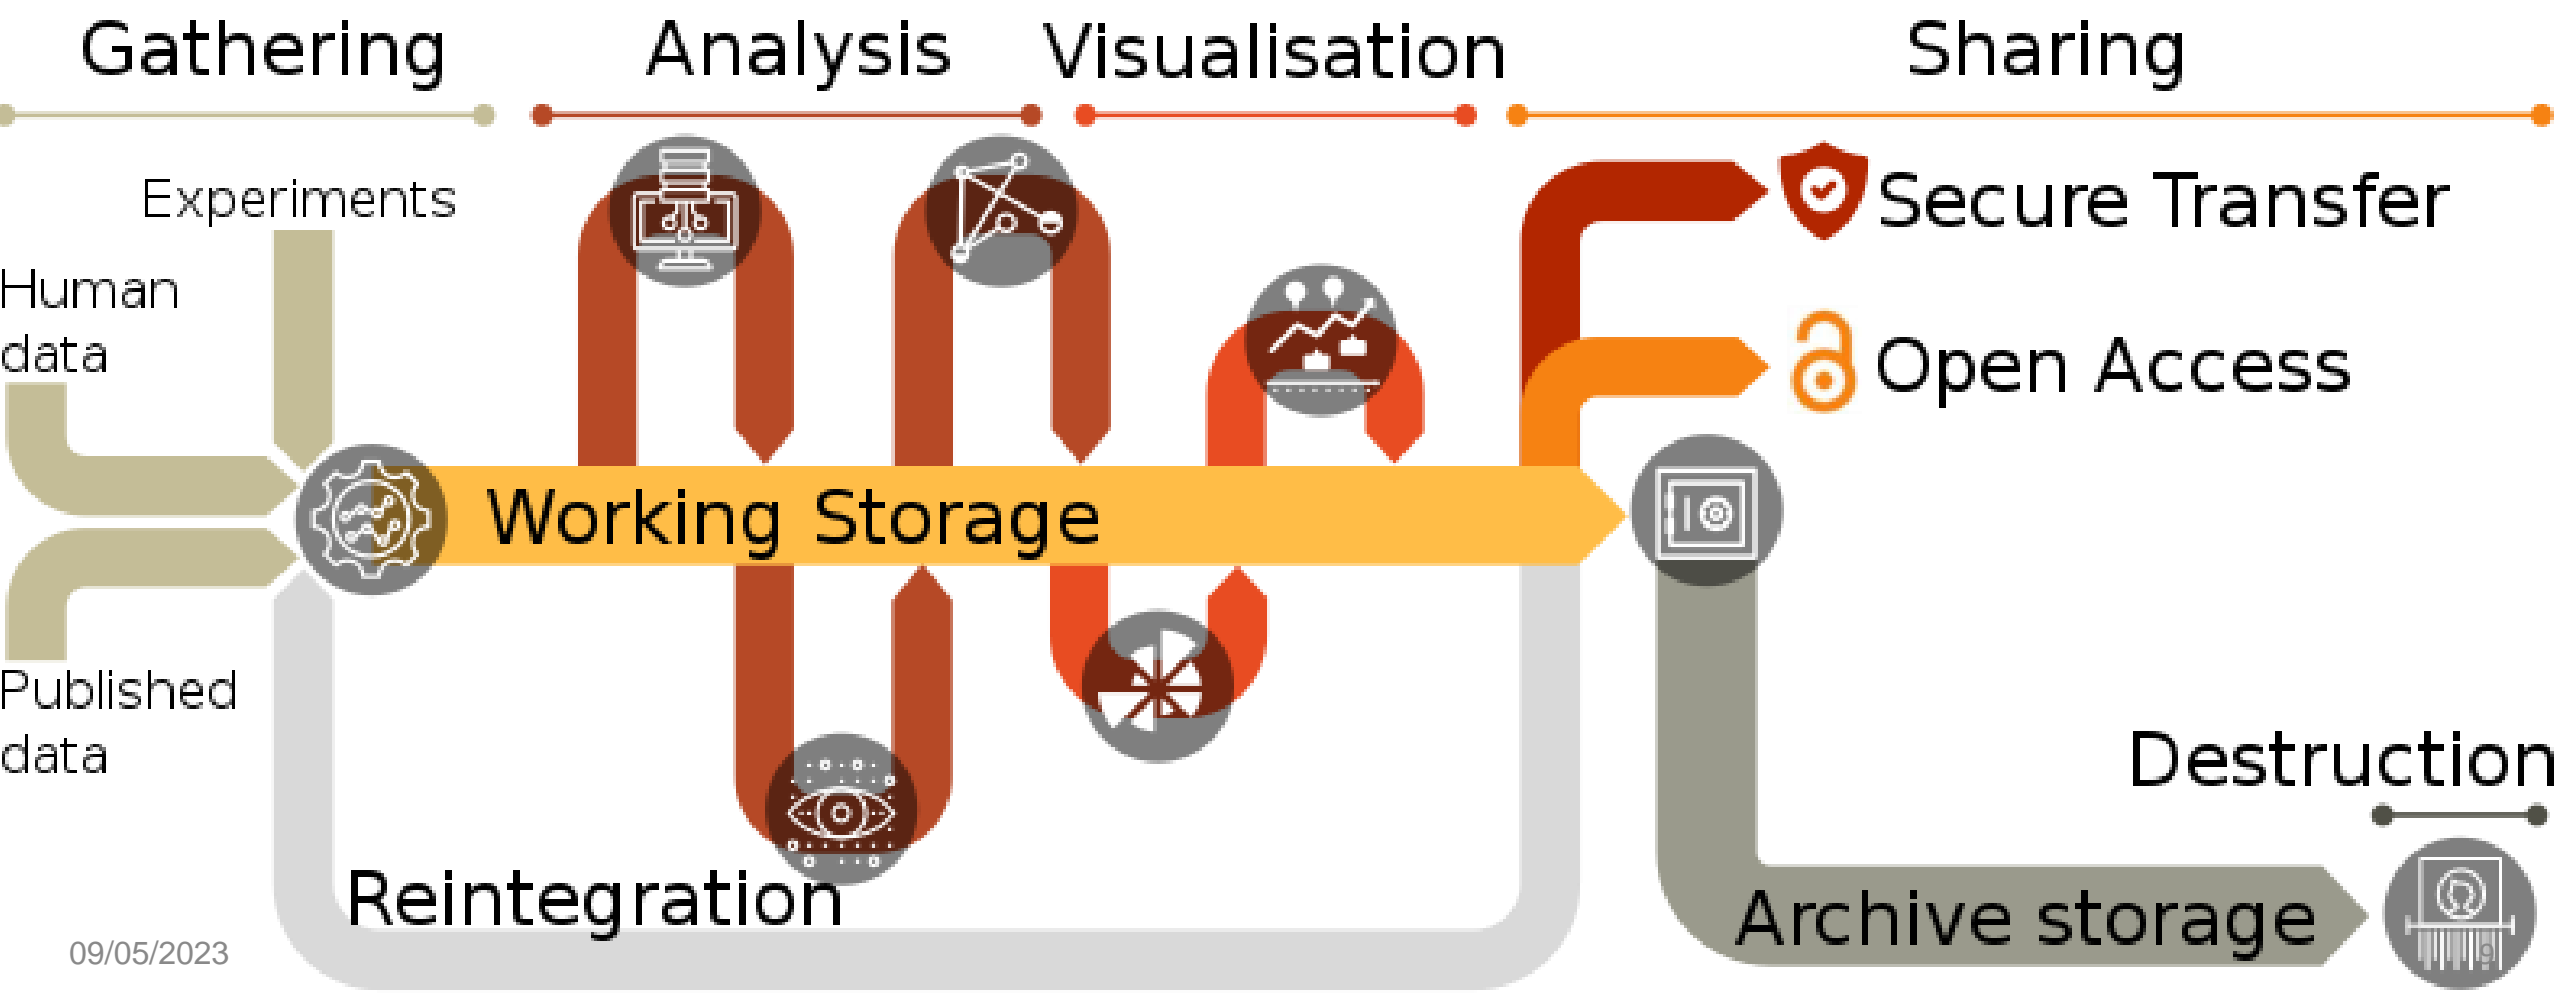 Gathering
Analysis
Visualisation
Sharing
Experiments
Human
data
Secure Transfer
Open Access
Working Storage
Published
data
Destruction
Reintegration
Archive storage
09/05/2023
9